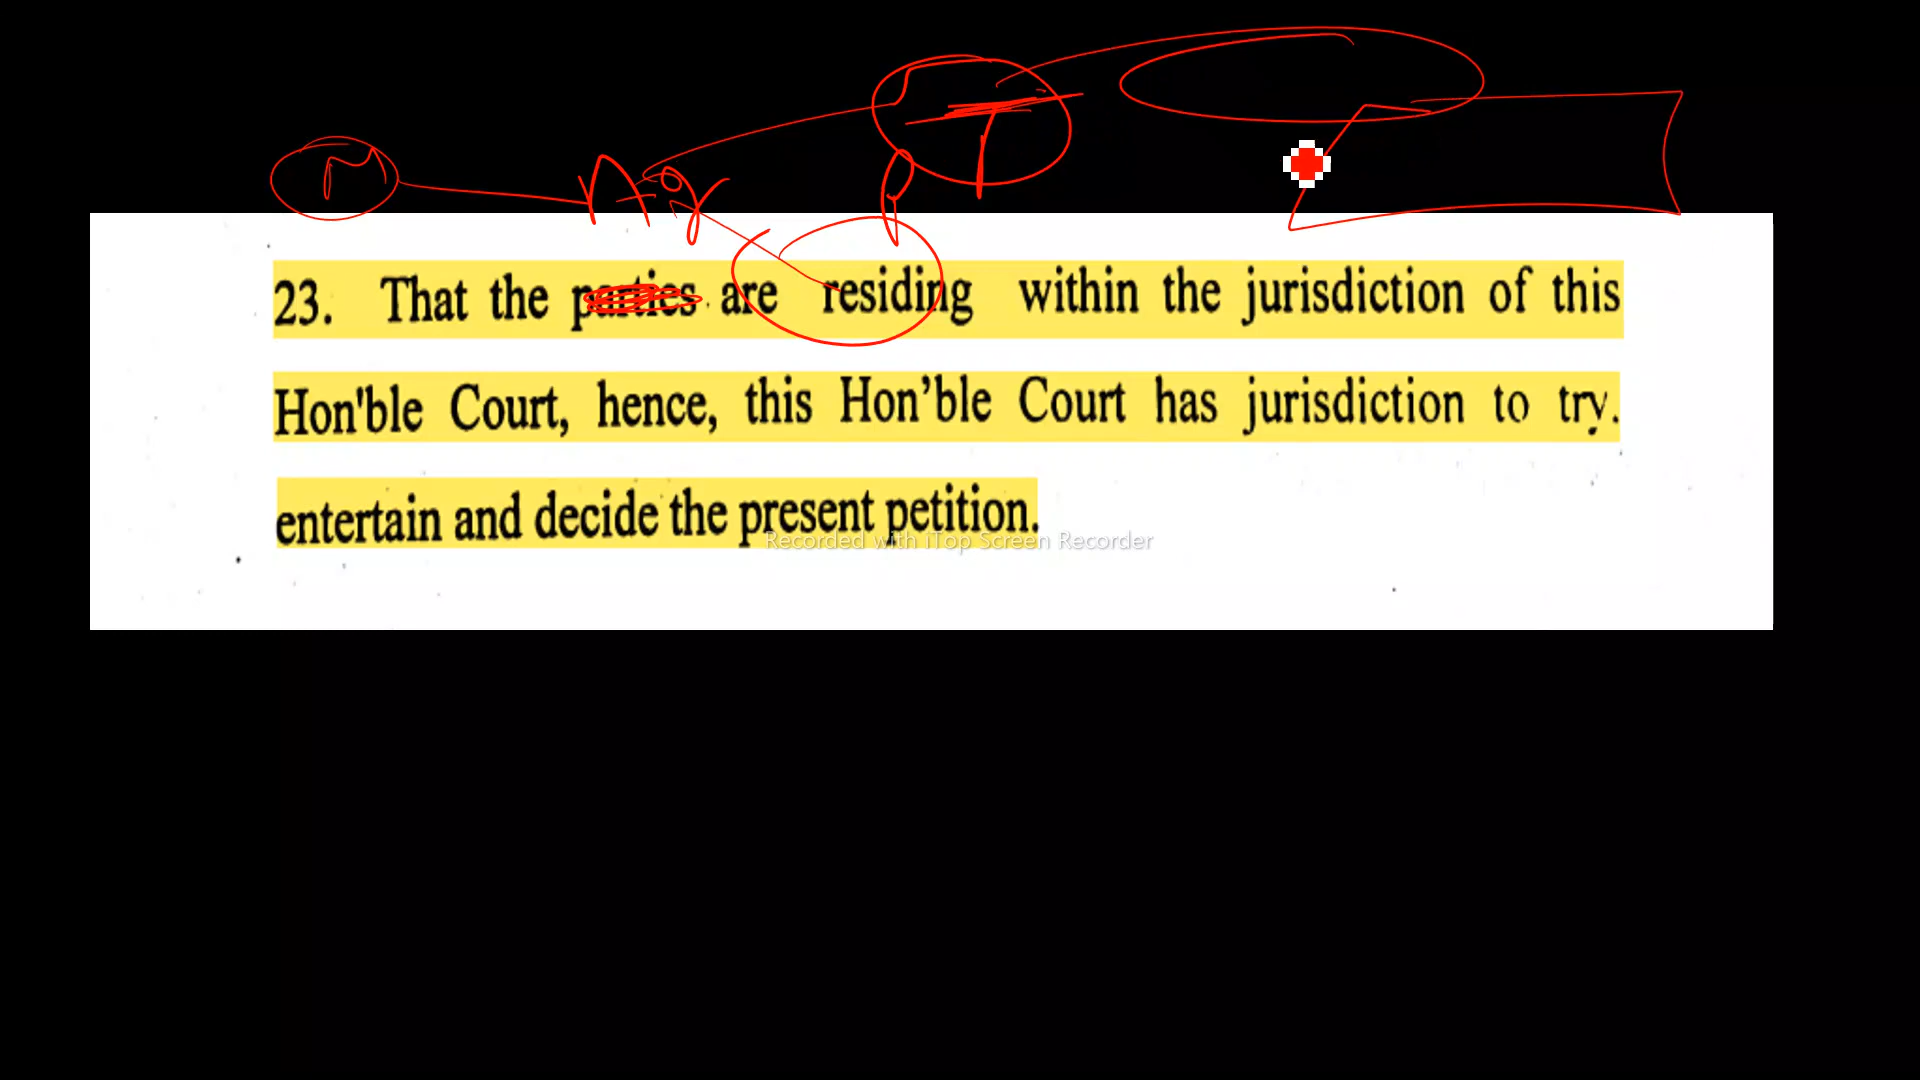 23. That the parties are residing within the jurisdiction of this
Hon'ble Court, hence, this Hon’ble Court has jurisdiction to try.
entertain and decide the present petition.
Recorded with iTop Screen Recorder